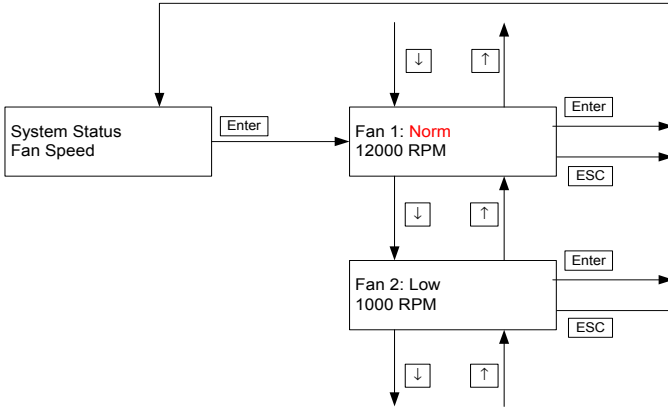 ↓
↑
System Status
Fan Speed
Enter
Fan 1: Norm
12000 RPM
Enter
ESC
↓
↑
Fan 2: Low
1000 RPM
Enter
ESC
↓
↑